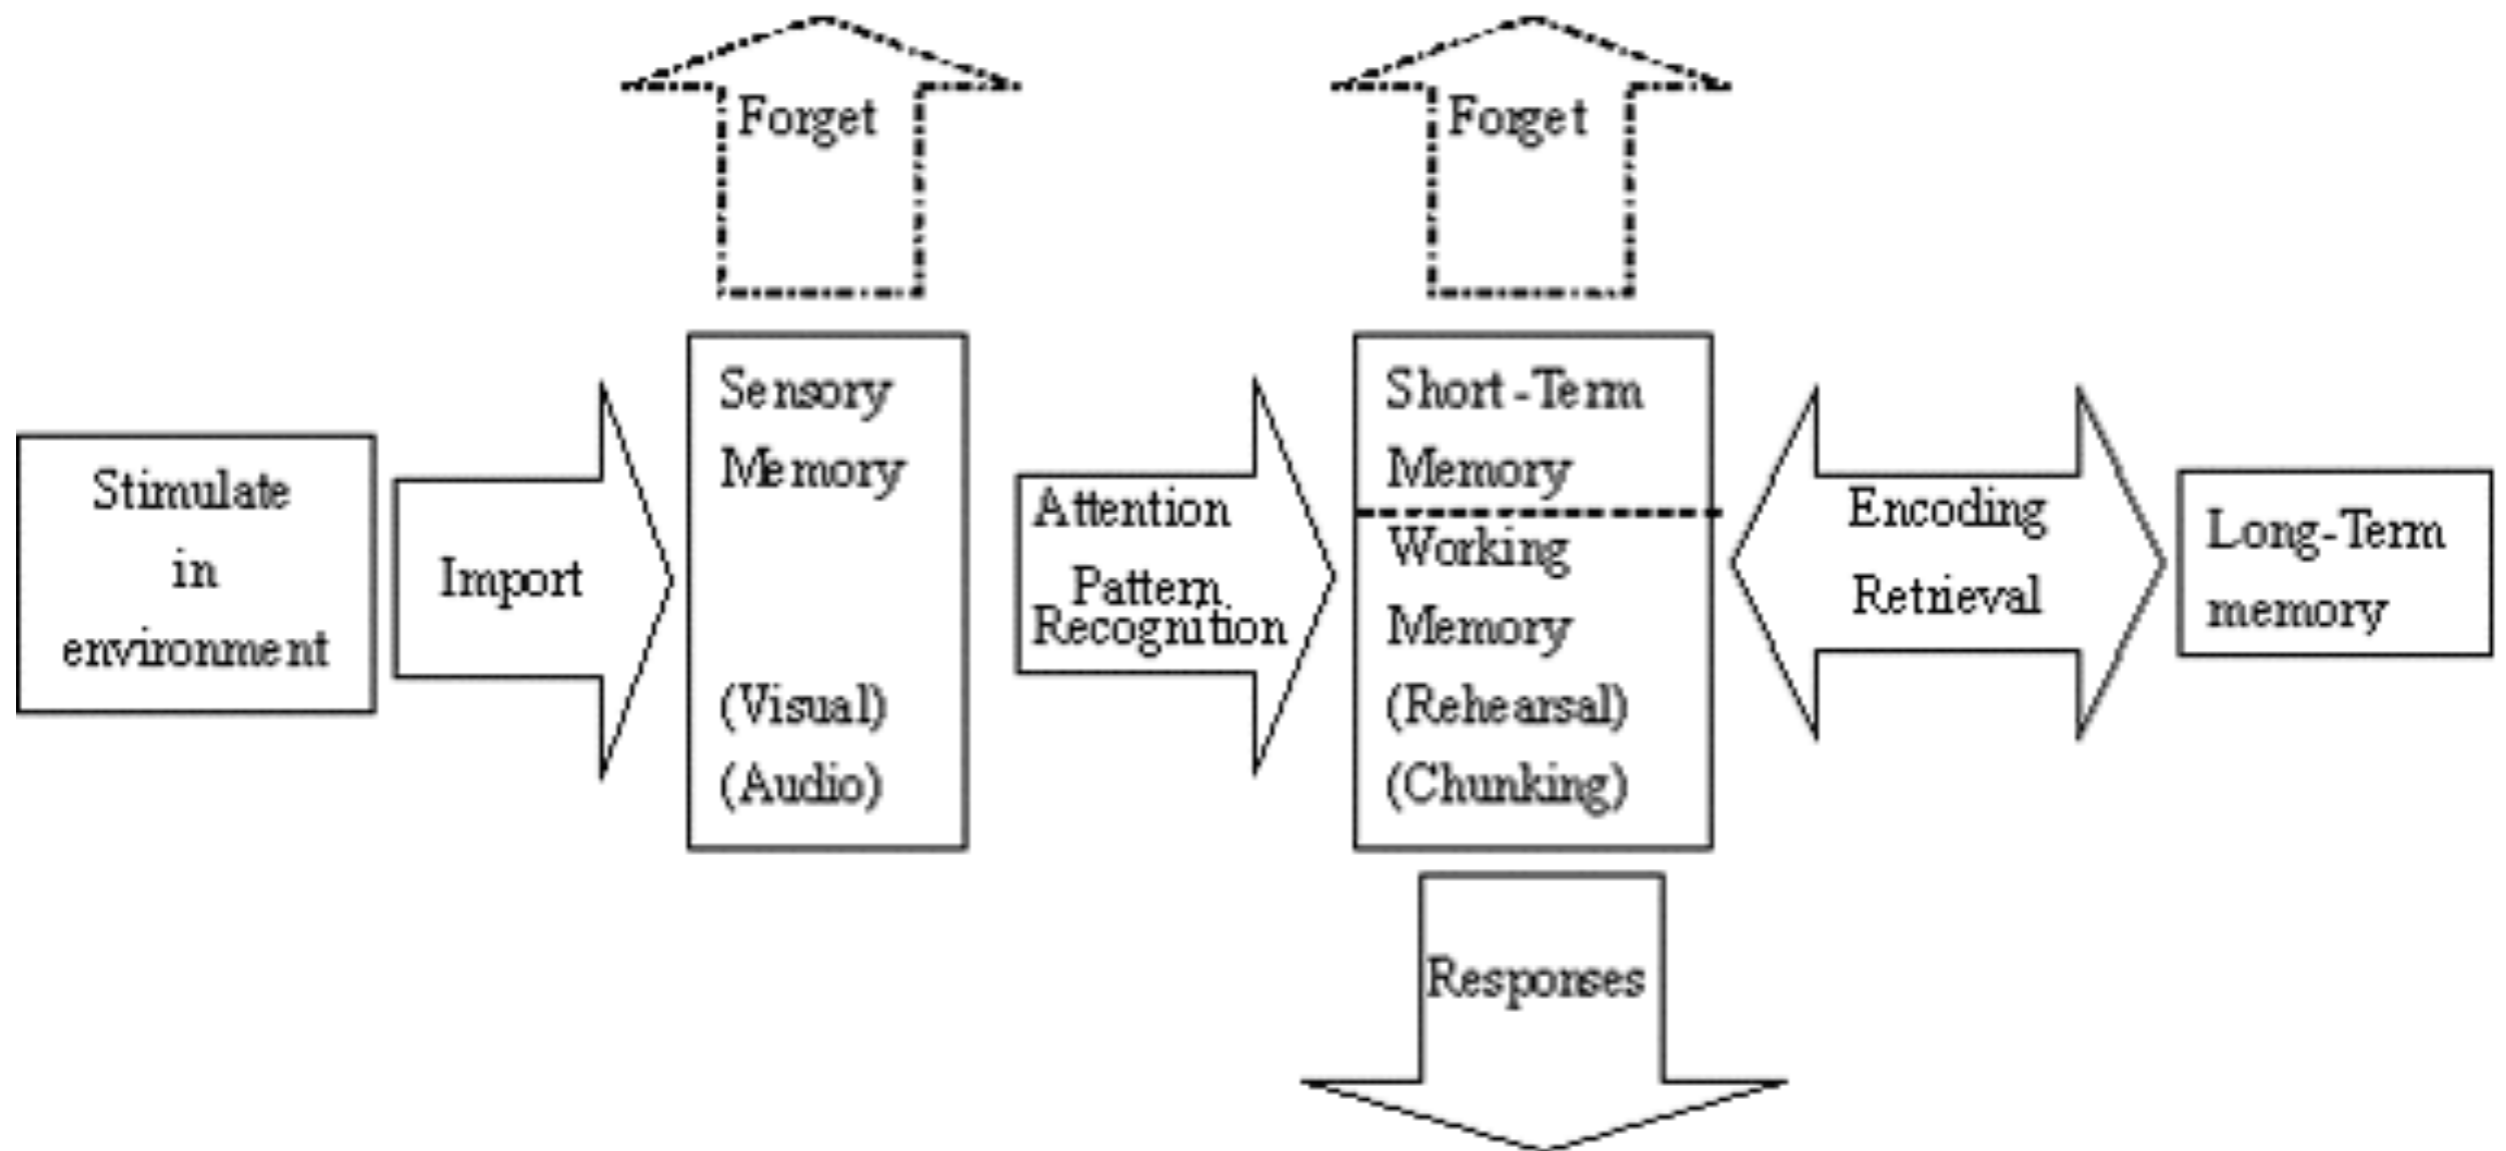 Forget
Forget
Stimulate
in
environment
Import
Sensory
Memory
(Visual)
(Audio)
Attention
Pattern
Recognition
Short-Term
Memory
Working
Memory
(Rehearsal)
(Chunking)
Encoding
Retrieval
Long-Term
memory
Responses